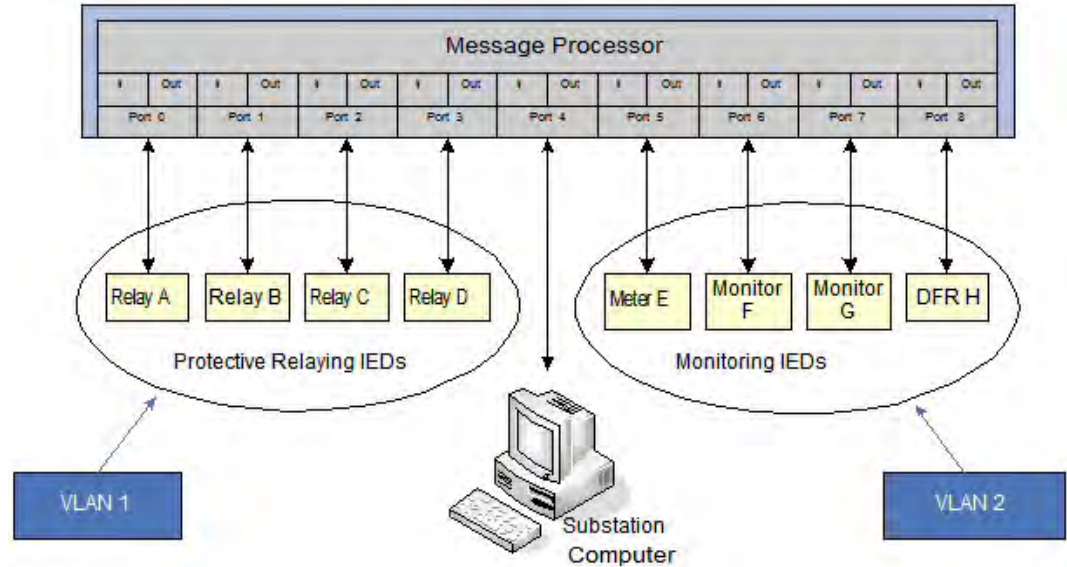 Message Processor
I Out I Out I Out I Out I Out I Out I Out I Out I Out
Port 0 Port 1 Port 2 Port 3 Port 4 Port 5 Port 6 Port 7 Port 8
Relay A Relay B Relay C Relay D Meter E Monitor F Monitor G DFR H
Protective Relaying IEDs
Monitoring IEDs
VLAN 1
VLAN 2
Substation
Computer